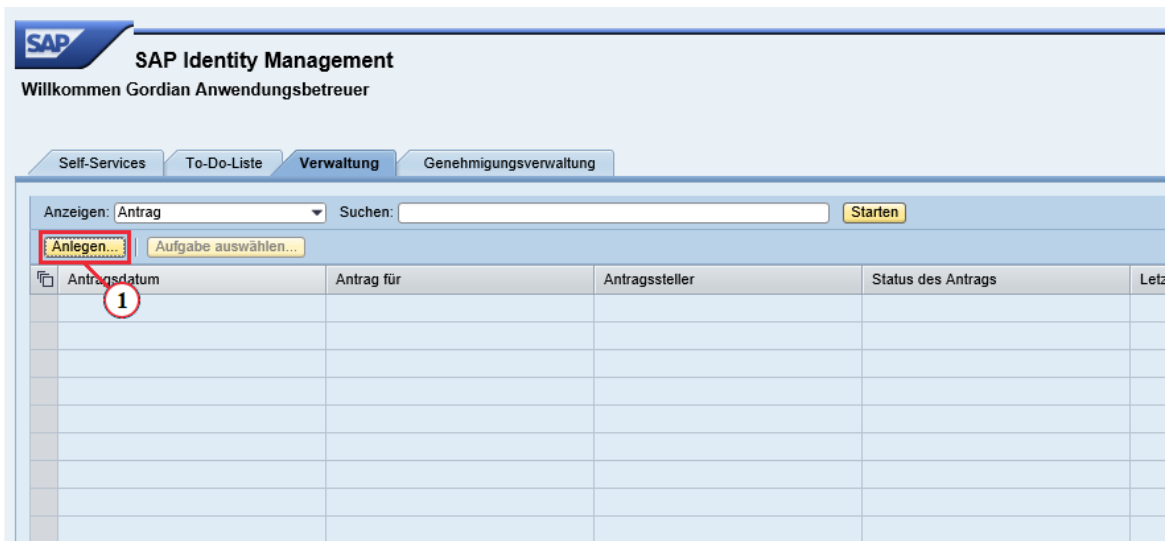 SAP
SAP Identity Management
Willkommen Gordian Anwendungsbetreuer
Self-Services To-Do-Liste Verwaltung Genehmigungsverwaltung
Anzeigen: Antrag Suchen: Starten
Anlegen... Aufgabe auswählen...
Antragsdatum Antrag für Antragssteller Status des Antrags Letz
1